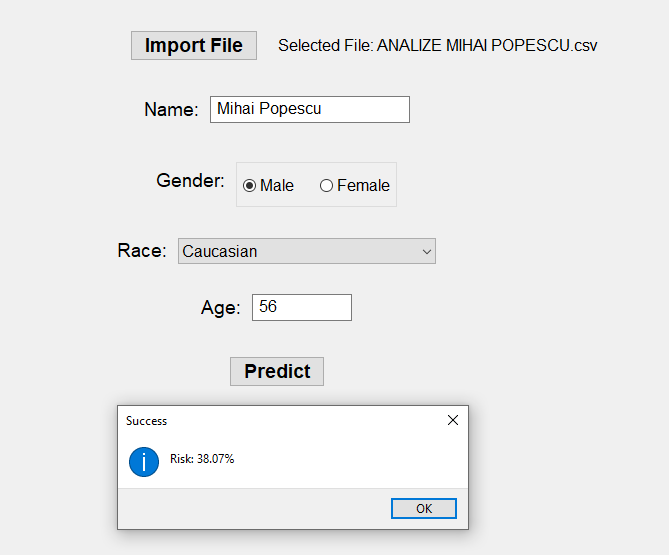 Import File Selected File: ANALIZE MIHAI POPESCU.csv
Name: Mihai Popescu
Gender: Male Female
Race: Caucasian
Age: 56
Predict
Success
Risk: 38.07%
OK